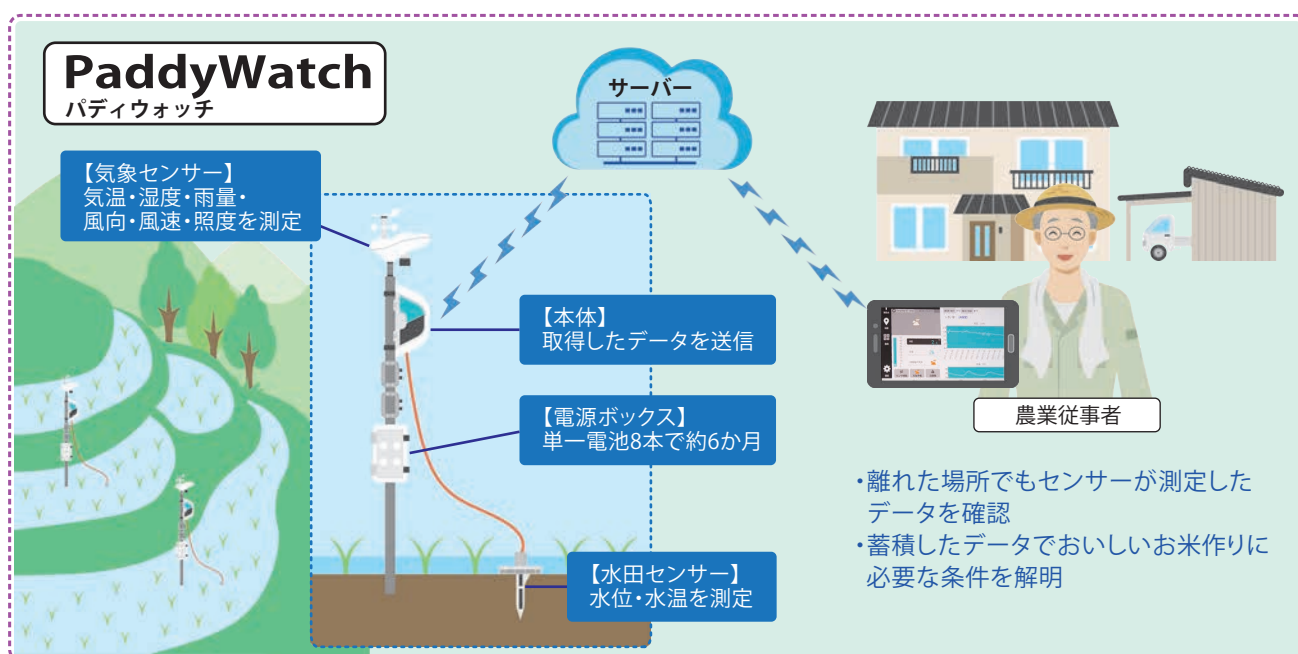 PaddyWatch
パディウォッチ
サーバー
【気象センサー】
気温・湿度・雨量・
風向・風速・照度を測定
【本体】
取得したデータを送信
【電源ボックス】
単一電池8本で約6か月
【水田センサー】
水位・水温を測定
農業従事者
・離れた場所でもセンサーが測定した
データを確認
・蓄積したデータでおいしいお米作りに
必要な条件を解明